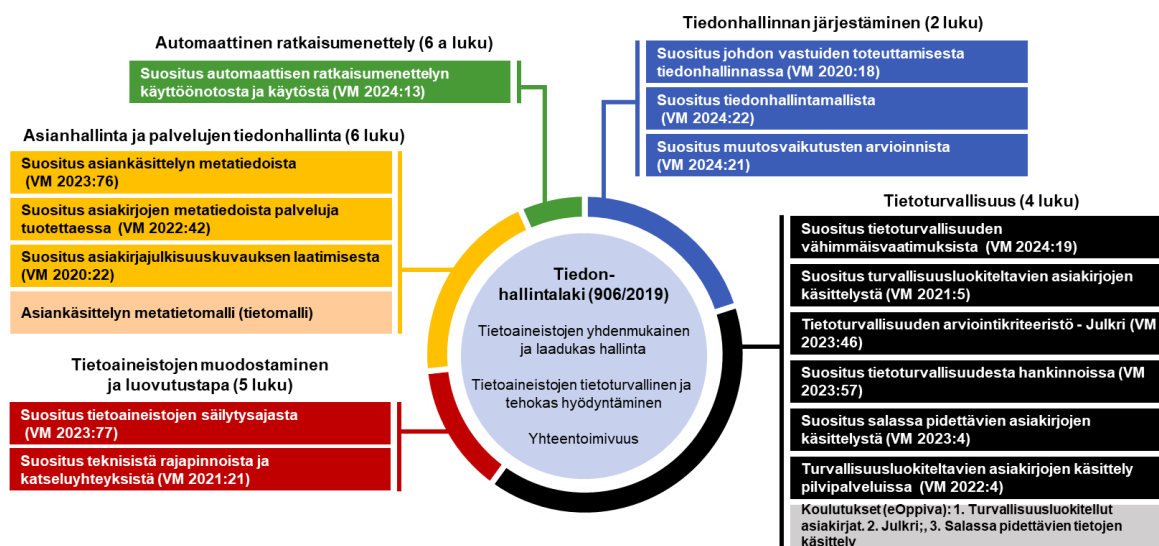 Tiedonhallinnan järjestäminen (2 luku)
Suositus johdon vastuiden toteuttamisesta
tiedonhallinnassa (VM 2020:18)
Suositus tiedonhallintamallista
(VM 2024:22)
Suositus muutosvaikutusten arvioinnista
(VM 2024:21)
Automaattinen ratkaisumenettely (6 a luku)
Suositus automaattisen ratkaisumenettelyn
käyttöönotosta ja käytöstä (VM 2024:13)
Asianhallinta ja palvelujen tiedonhallinta (6 luku)
Suositus asiankäsittelyn metatiedoista
(VM 2023:76)
Suositus asiakirjojen metatiedoista palveluja
tuotettaessa (VM 2022:42)
Suositus asiakirjajulkisuuskuvauksen laatimisesta
(VM 2020:22)
Asiankäsittelyn metatietomalli (tietomalli)
Tietoaineistojen muodostaminen
ja luovutustapa (5 luku)
Suositus tietoaineistojen säilytysajasta
(VM 2023:77)
Suositus teknisistä rajapinnoista ja
katseluyhteyksistä (VM 2021:21)
Tiedon-
hallintalaki (906/2019)
Tietoaineistojen yhdenmukainen
ja laadukas hallinta
Tietoaineistojen tietoturvallinen ja
tehokas hyödyntäminen
Yhteentoimivuus
Tietoturvallisuus (4 luku)
Suositus tietoturvallisuuden
vähimmäisvaatimuksista (VM 2024:19)
Suositus turvallisuusluokiteltavien asiakirjojen
käsittelystä (VM 2021:5)
Tietoturvallisuuden arviointikriteeristö - Julkri (VM
2023:46)
Suositus tietoturvallisuudesta hankinnoissa (VM
2023:57)
Suositus salassa pidettävien asiakirjojen
käsittelystä (VM 2023:4)
Turvallisuusluokiteltavien asiakirjojen käsittely
pilvipalveluissa (VM 2022:4)
Koulutukset (eOppiva): 1. Turvallisuusluokitellut
asiakirjat. 2. Julkri;, 3. Salassa pidettävien tietojen
käsittely